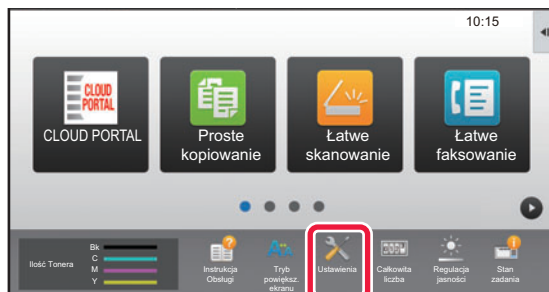 10:15
CLOUD
PORTAL
CLOUD PORTAL
Proste
kopiowanie
Łatwe
skanowanie
Łatwe
faksowanie
Ilość Tonera
Bk
C
M
Y
Instrukcja
Obsługi
Tryb
powiększ.
ekranu
Ustawienia
Całkowita
liczba
Regulacja
jasności
Stan
zadania